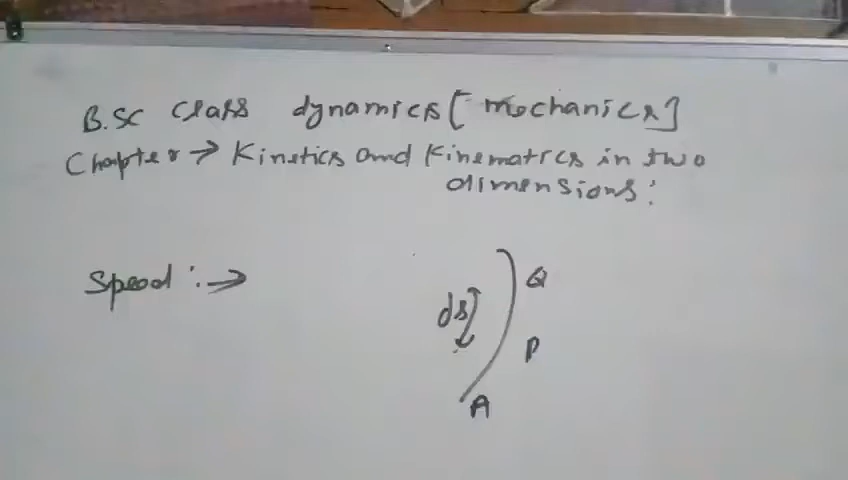 B.SC Class dynamics [mechanics]
Chapter → Kinetics and Kinematics in two
dimensions:
Speed :→
Q
ds
P
A